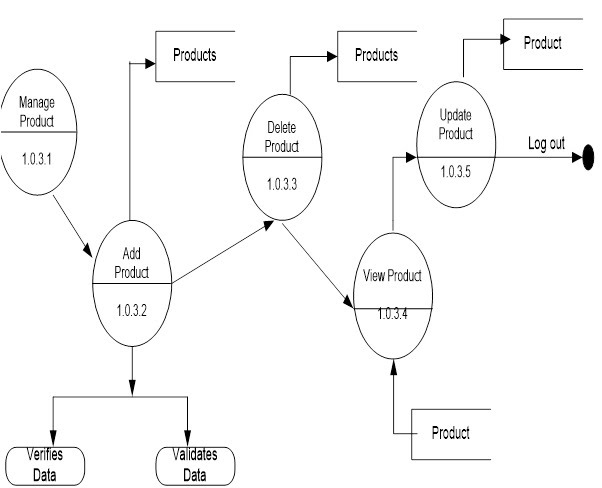 Products
Products
Product
Manage
Product
1.0.3.1
Delete
Product
1.0.3.3
Update
Product
1.0.3.5
Log out
Add
Product
1.0.3.2
View Product
1.0.3.4
Product
Verifies
Data
Validates
Data